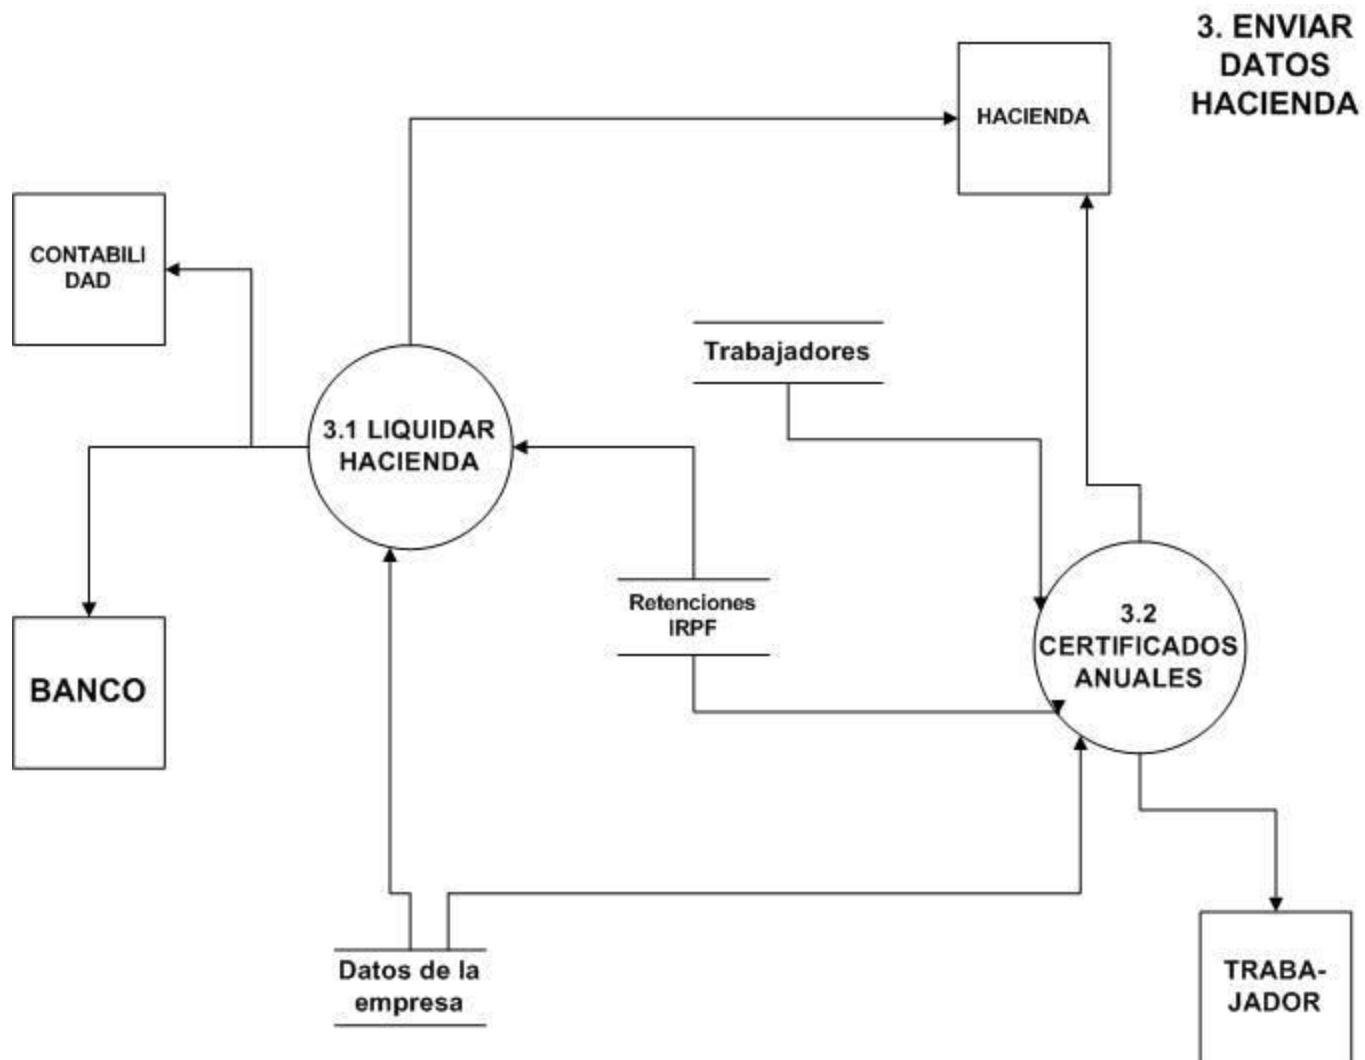 3. ENVIAR
DATOS
HACIENDA
HACIENDA
CONTABILI
DAD
Trabajadores
3.1 LIQUIDAR
HACIENDA
Retenciones
IRPF
3.2
CERTIFICADOS
ANUALES
BANCO
Datos de la
empresa
TRABA-
JADOR